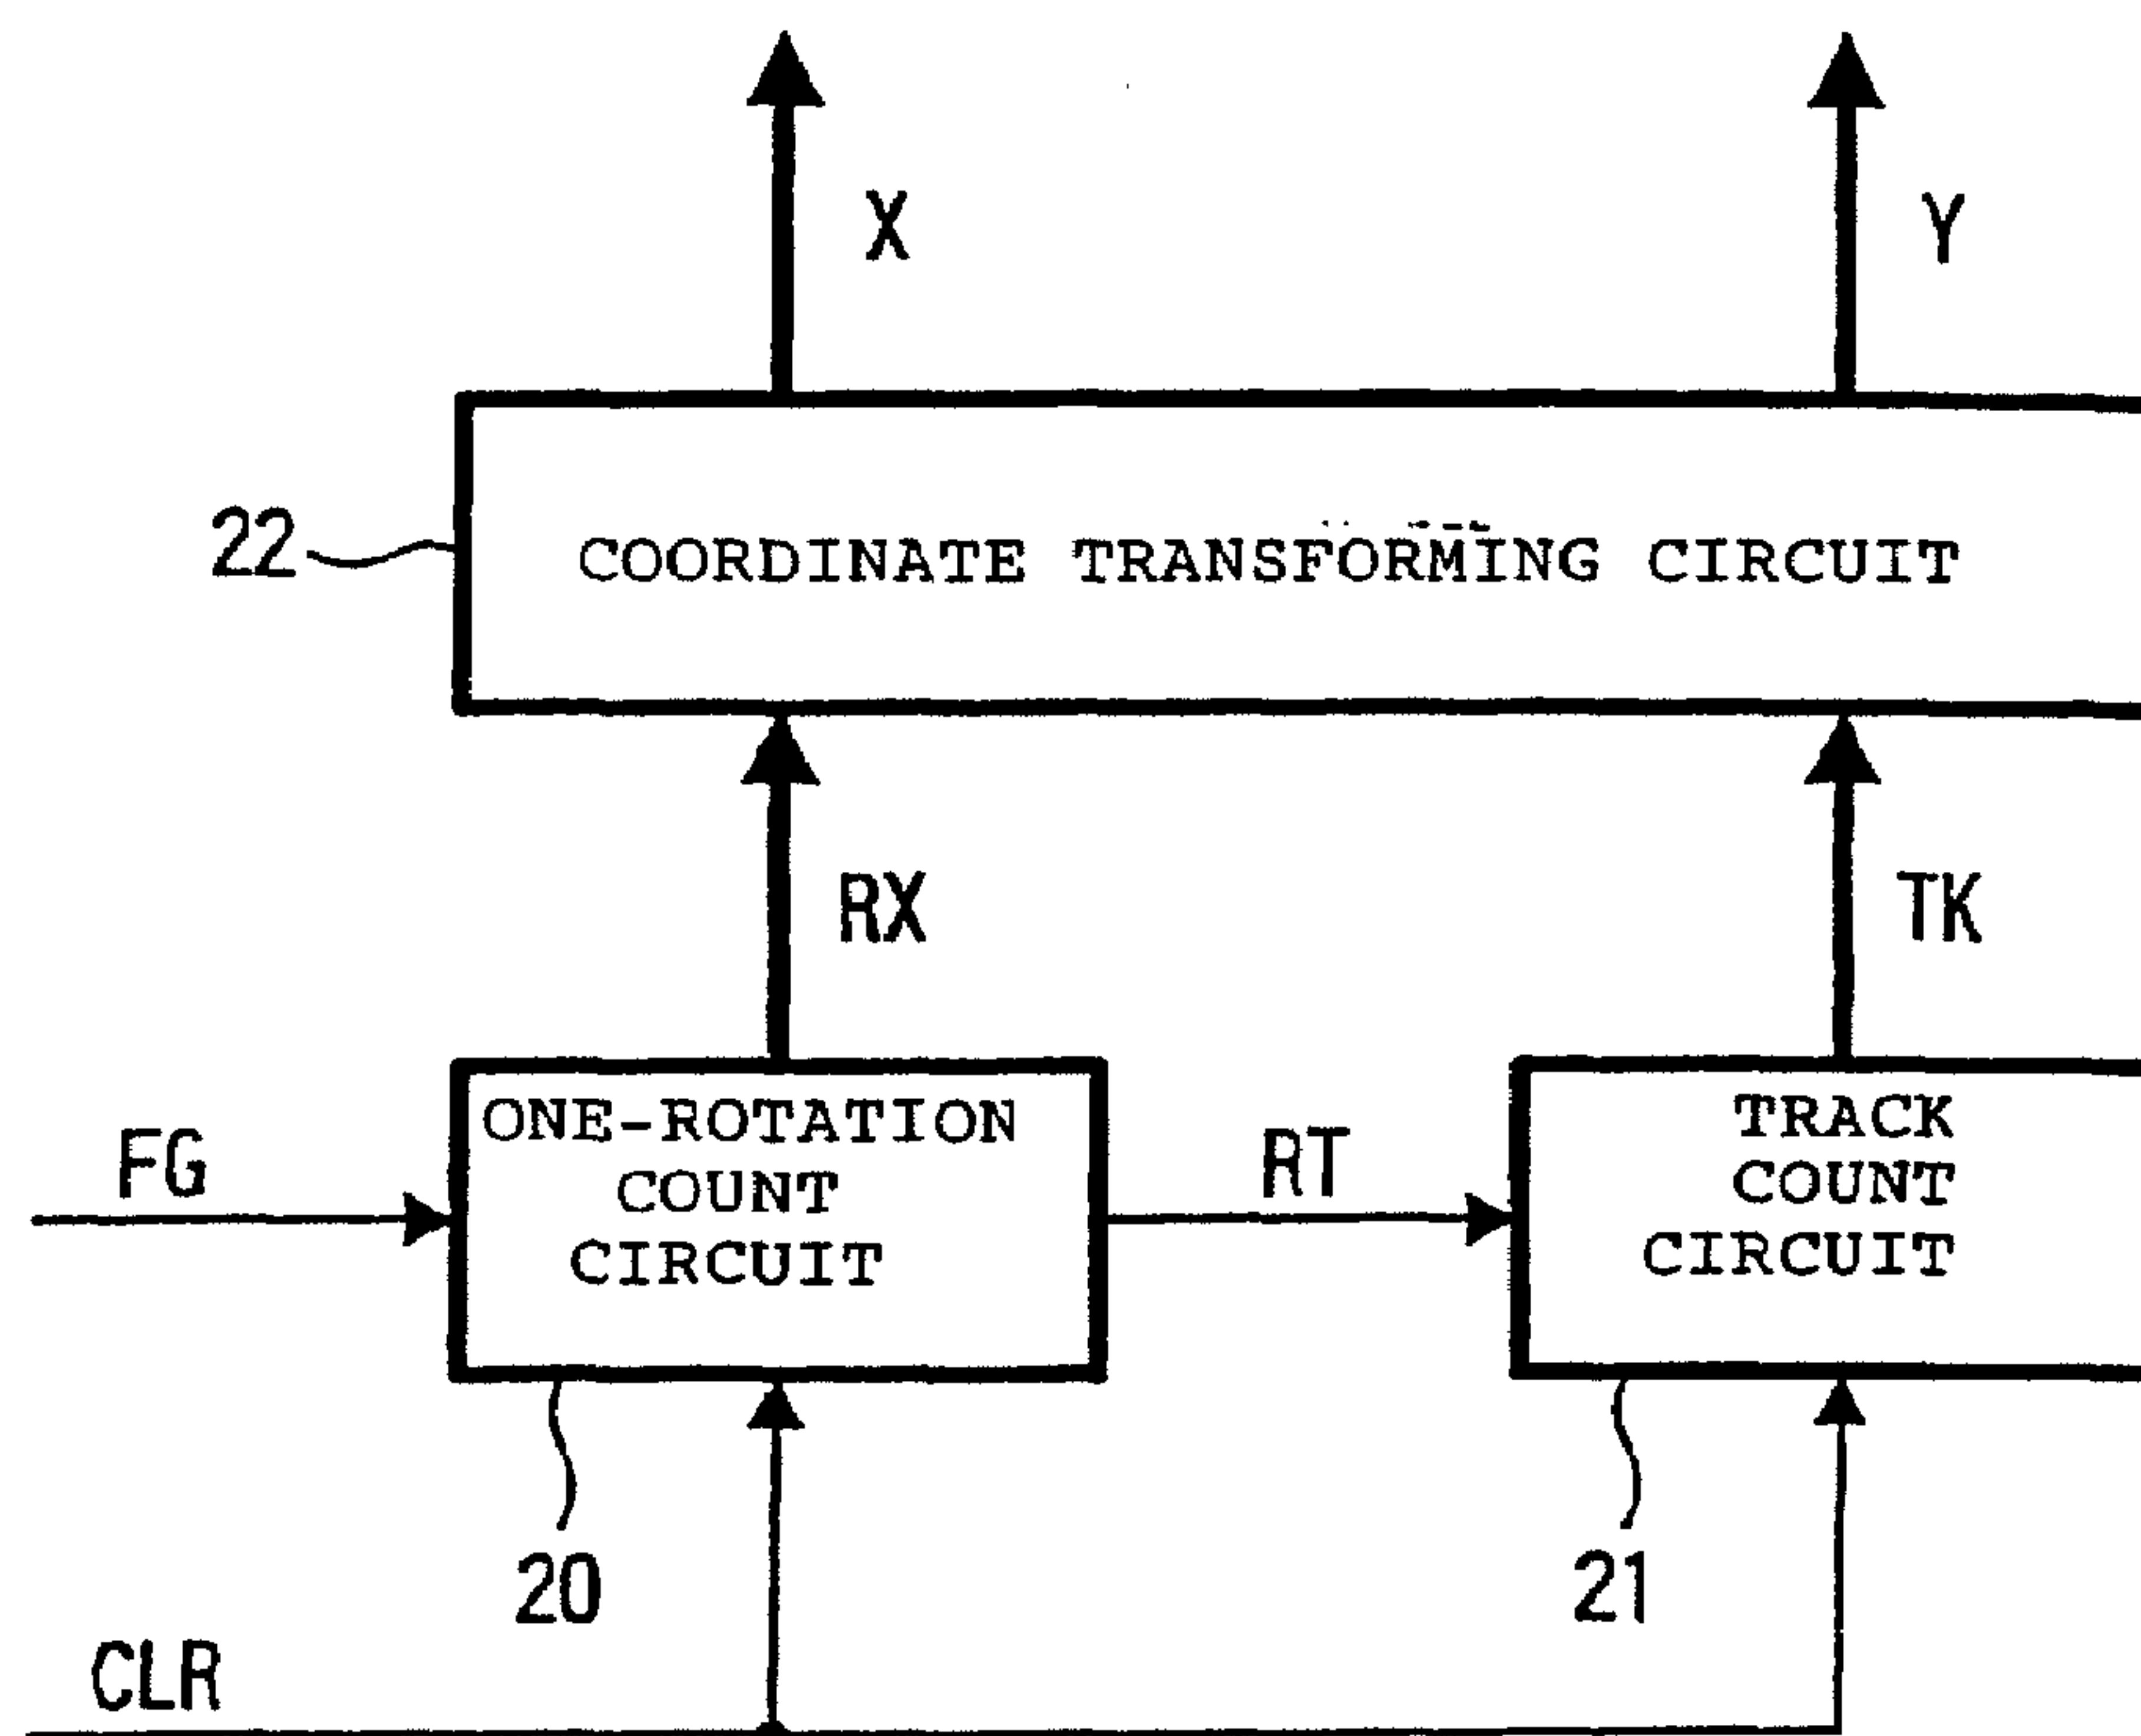 X
Y
22
COORDINATE TRANSFORMING CIRCUIT
RX
TK
FG
ONE-ROTATION
COUNT
CIRCUIT
RT
TRACK
COUNT
CIRCUIT
20
21
CLR